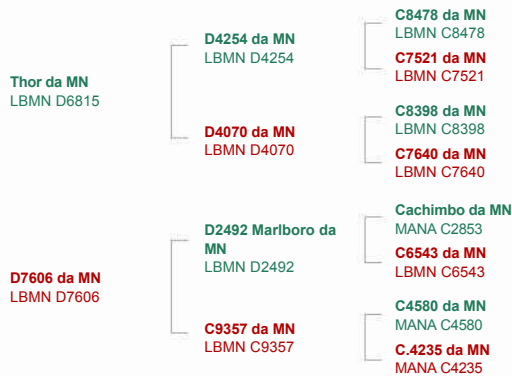 Thor da MN
LBMN D6815
D4254 da MN
LBMN D4254
C8478 da MN
LBMN C8478
C7521 da MN
LBMN C7521
D4070 da MN
LBMN D4070
C8398 da MN
LBMN C8398
C7640 da MN
LBMN C7640
D7606 da MN
LBMN D7606
D2492 Marlboro da
MN
LBMN D2492
Cachimbo da MN
MANA C2853
C6543 da MN
LBMN C6543
C9357 da MN
LBMN C9357
C4580 da MN
MANA C4580
C.4235 da MN
MANA C4235